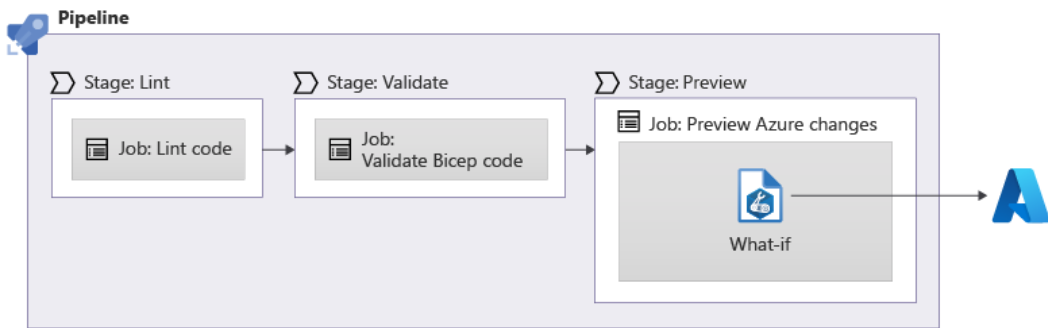 Pipeline
Stage: Lint
Stage: Validate
Stage: Preview
Job: Lint code
Job:
Validate Bicep code
Job: Preview Azure changes
What-if